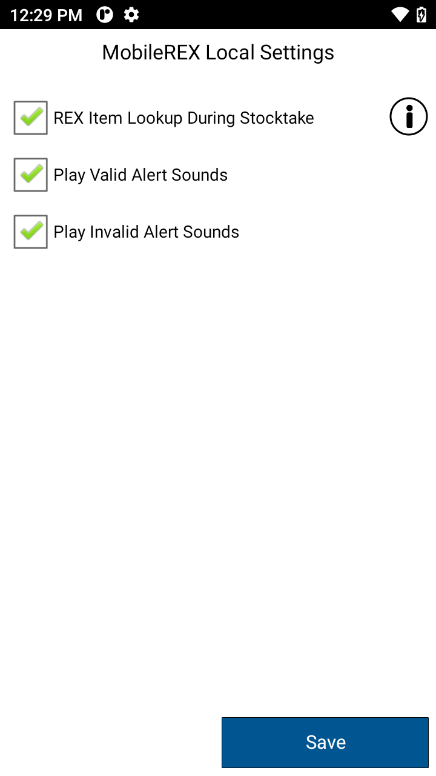 12:29 PM
MobileREX Local Settings
REX Item Lookup During Stocktake
Play Valid Alert Sounds
Play Invalid Alert Sounds
Save